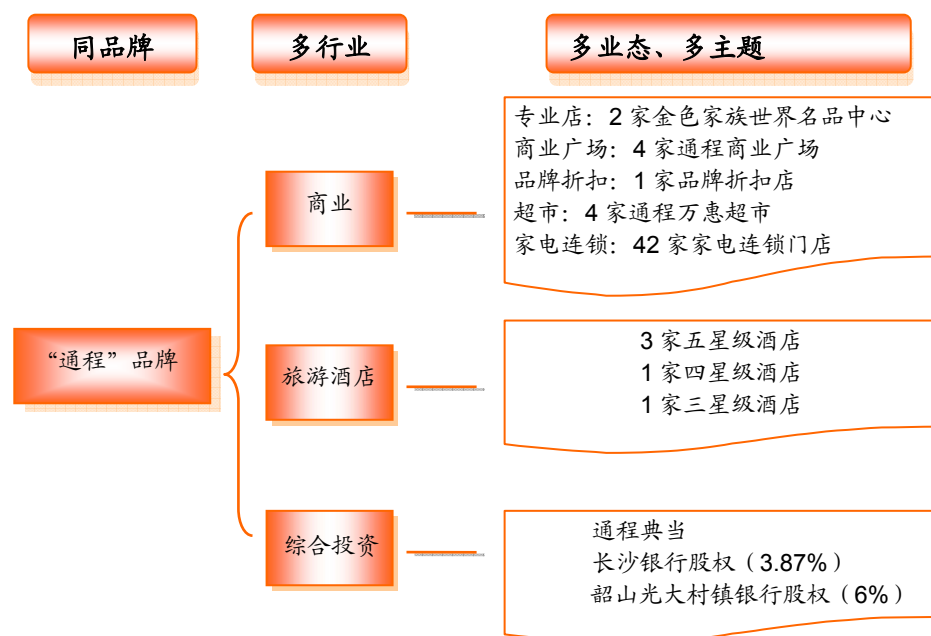 同品牌
多行业
多业态、多主题
“通程”品牌
商业
专业店：2 家金色家族世界名品中心
商业广场：4 家通程商业广场
品牌折扣：1 家品牌折扣店
超市：4 家通程万惠超市
家电连锁：42 家家电连锁门店
旅游酒店
3 家五星级酒店
1 家四星级酒店
1 家三星级酒店
综合投资
通程典当
长沙银行股权（3.87%）
韶山光大村镇银行股权（6%）